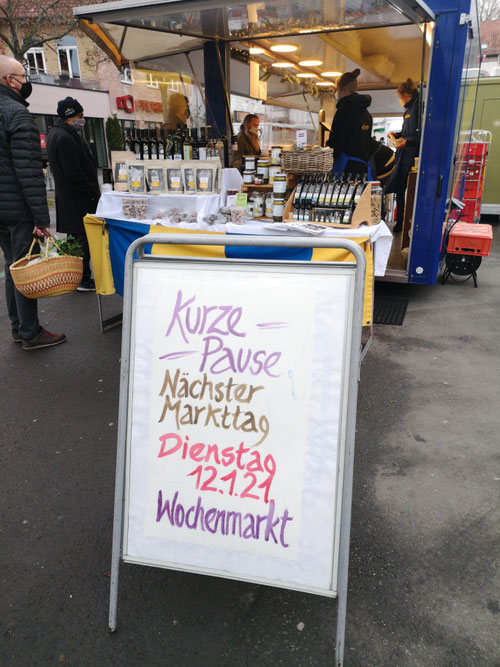 Kurze -
- Pause
Nächster
Markttag
Dienstag
12.1.21
Wochenmarkt